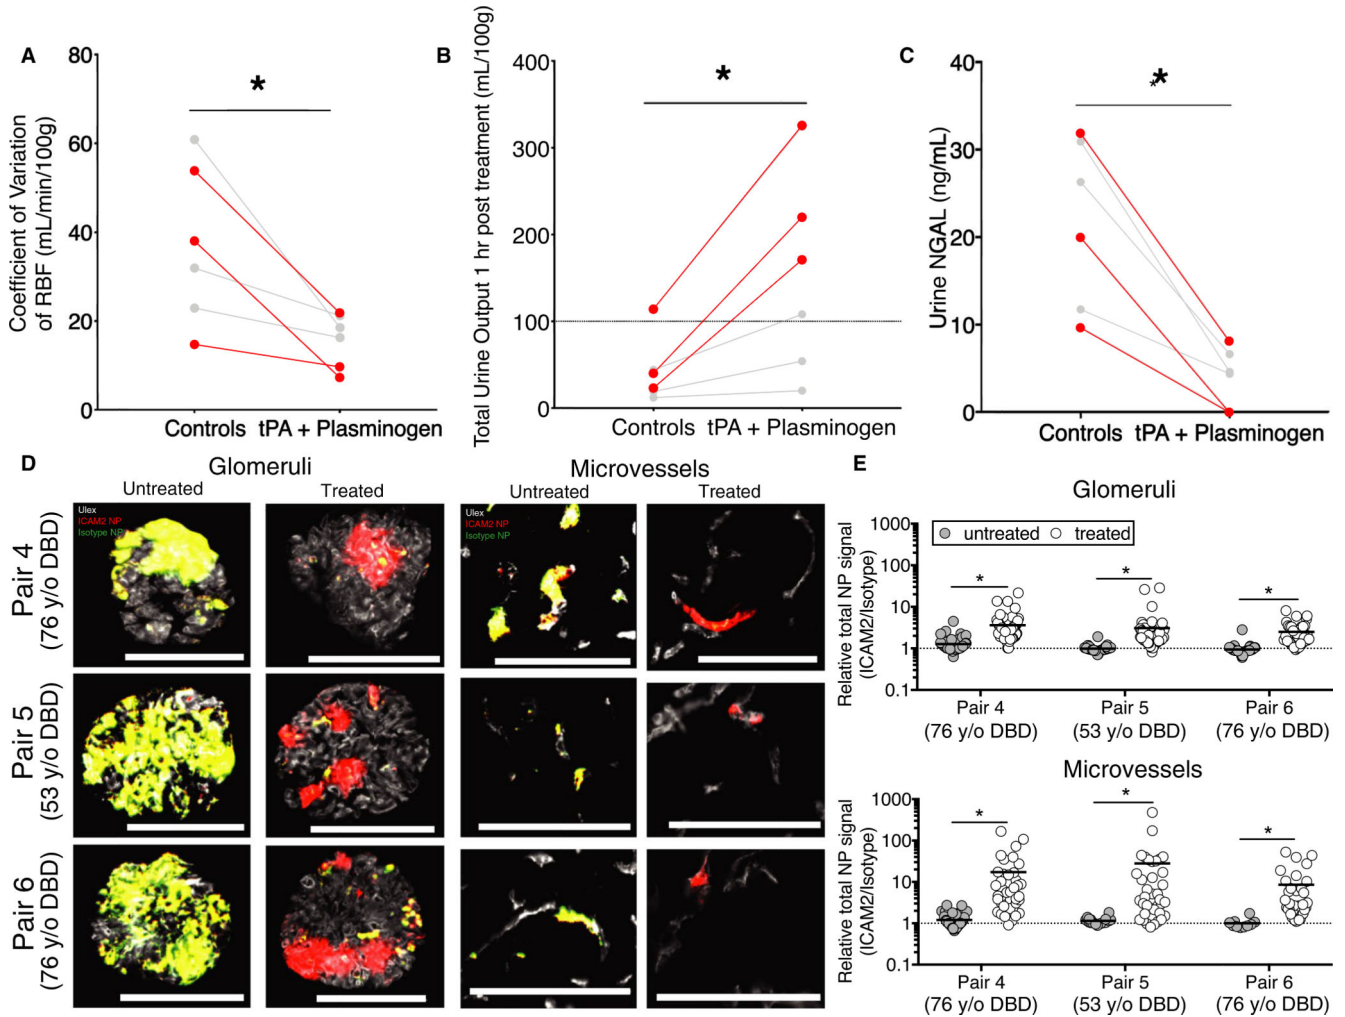 A
Coefficient of Variation
of RBF (mL/min/100g)
80
60
40
20
0
*
Controls tPA + Plasminogen
B
Total Urine Output 1 hr post treatment (mL/100g)
400
300
200
100
0
*
Controls tPA + Plasminogen
C
Urine NGAL (ng/mL)
40
30
20
10
0
*
*
Controls tPA + Plasminogen
D
Glomeruli
Microvessels
Untreated
Treated
Untreated
Treated
Pair 4
(76 y/o DBD)
Ulex
ICAM2 NP
Isotype NP
Ulex
ICAM2 NP
Isotype NP
Pair 5
(53 y/o DBD)
Pair 6
(76 y/o DBD)
E
Glomeruli
Relative total NP signal
(ICAM2/Isotype)
1000
100
10
1
0.1
untreated treated
*
*
*
Pair 4
(76 y/o DBD)
Pair 5
(53 y/o DBD)
Pair 6
(76 y/o DBD)
Microvessels
Relative total NP signal
(ICAM2/Isotype)
1000
100
10
1
0.1
*
*
*
Pair 4
(76 y/o DBD)
Pair 5
(53 y/o DBD)
Pair 6
(76 y/o DBD)